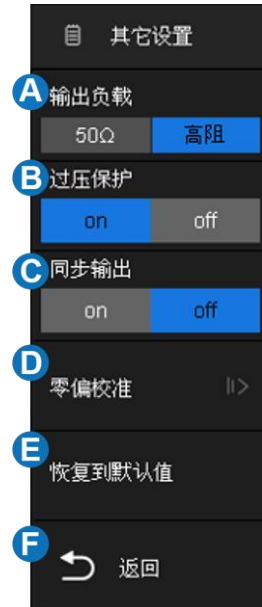 其它设置
A 输出负载
50Ω 高阻
B 过压保护
on off
C 同步输出
on off
D
零偏校准
E
恢复到默认值
F
返回